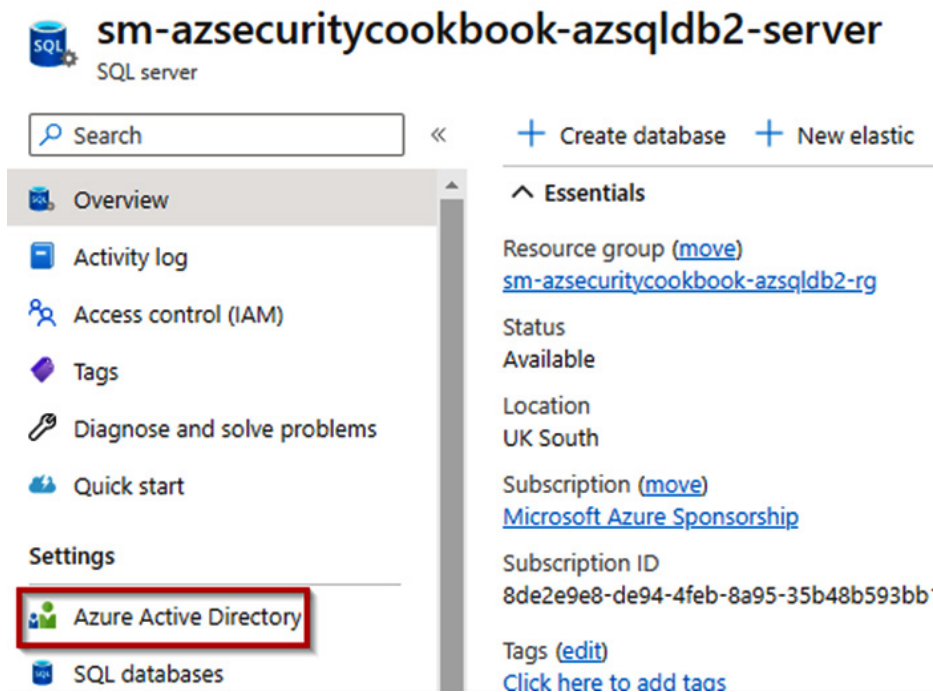 sm-azsecuritycookbook-azsqldb2-server
SQL
SQL server
Search
«
Overview
Activity log
Access control (IAM)
Tags
Diagnose and solve problems
Quick start
Settings
Azure Active Directory
SQL databases
+ Create database + New elastic
Essentials
Resource group (move)
sm-azsecuritycookbook-azsqldb2-rg
Status
Available
Location
UK South
Subscription (move)
Microsoft Azure Sponsorship
Subscription ID
8de2e9e8-de94-4feb-8a95-35b48b593bb
Tags (edit)
Click here to add tags